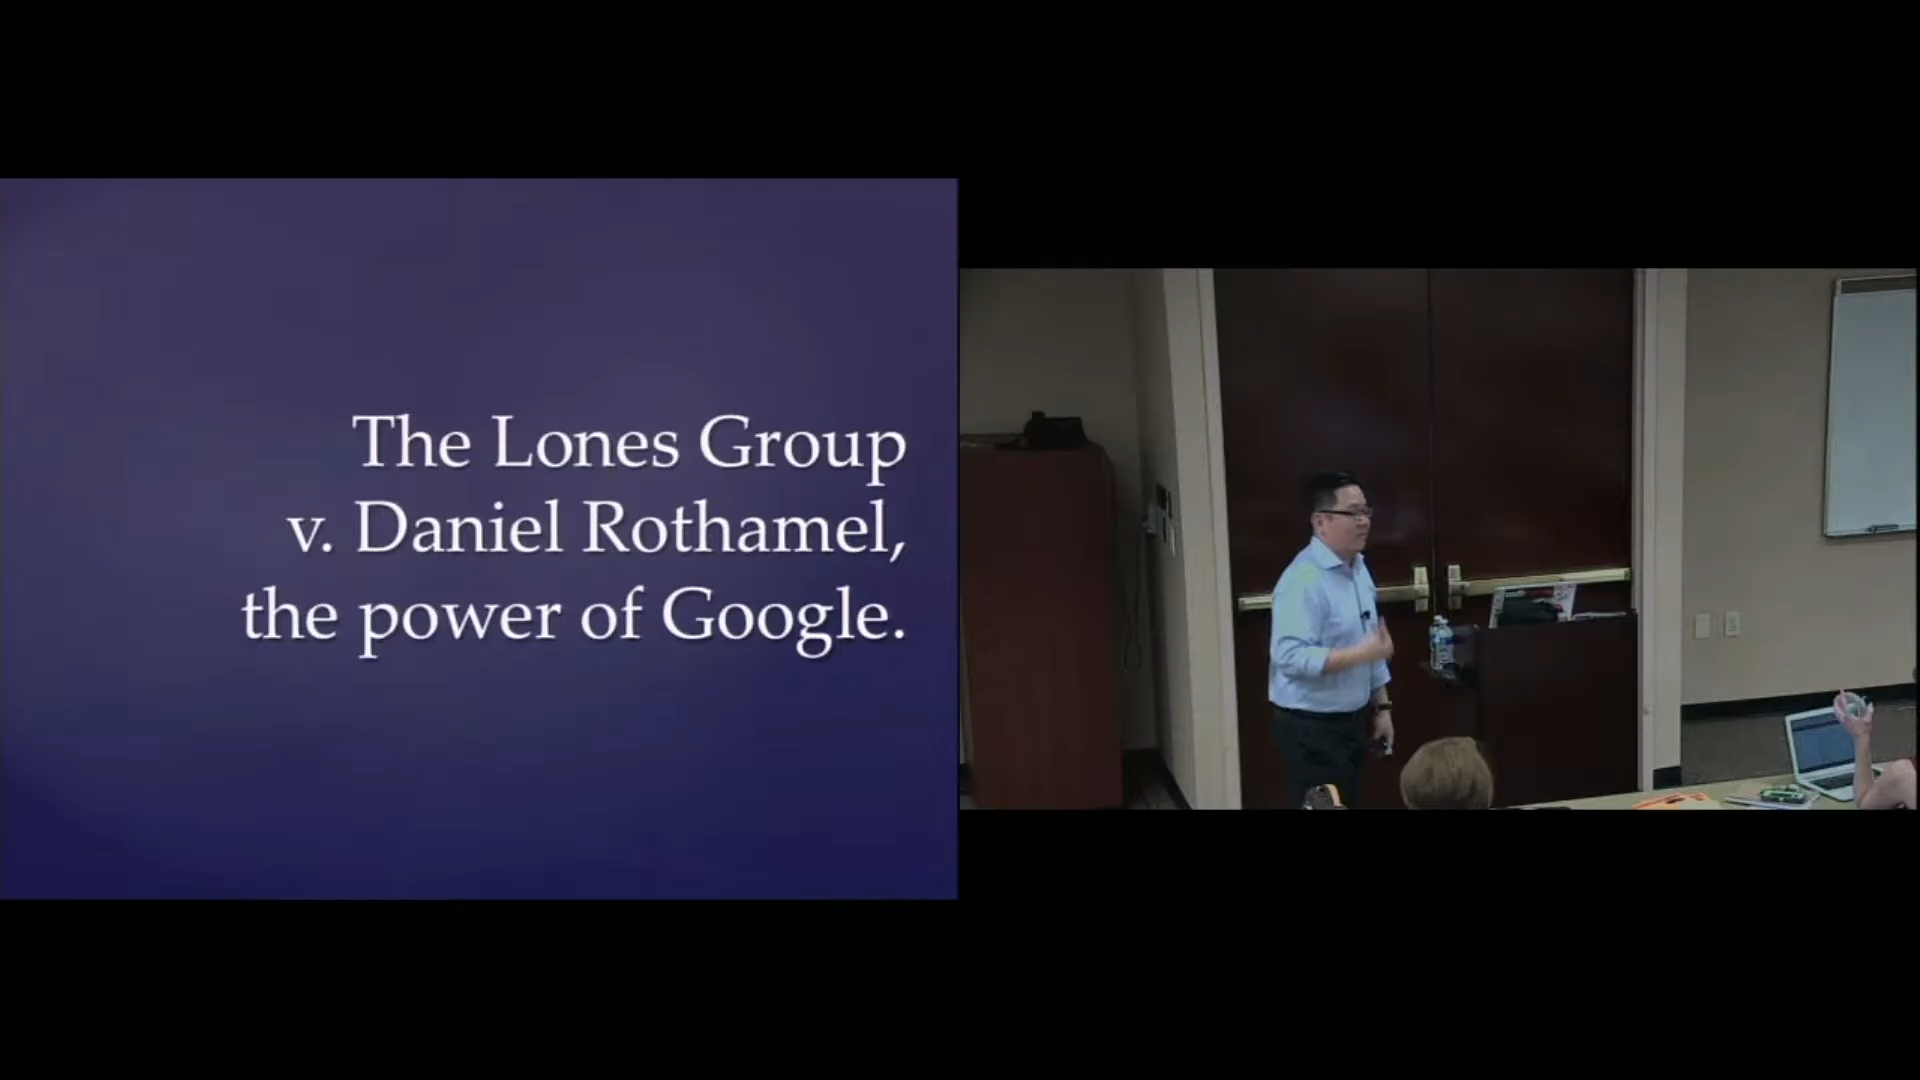 The Lones Group
v. Daniel Rothamel,
the power of Google.